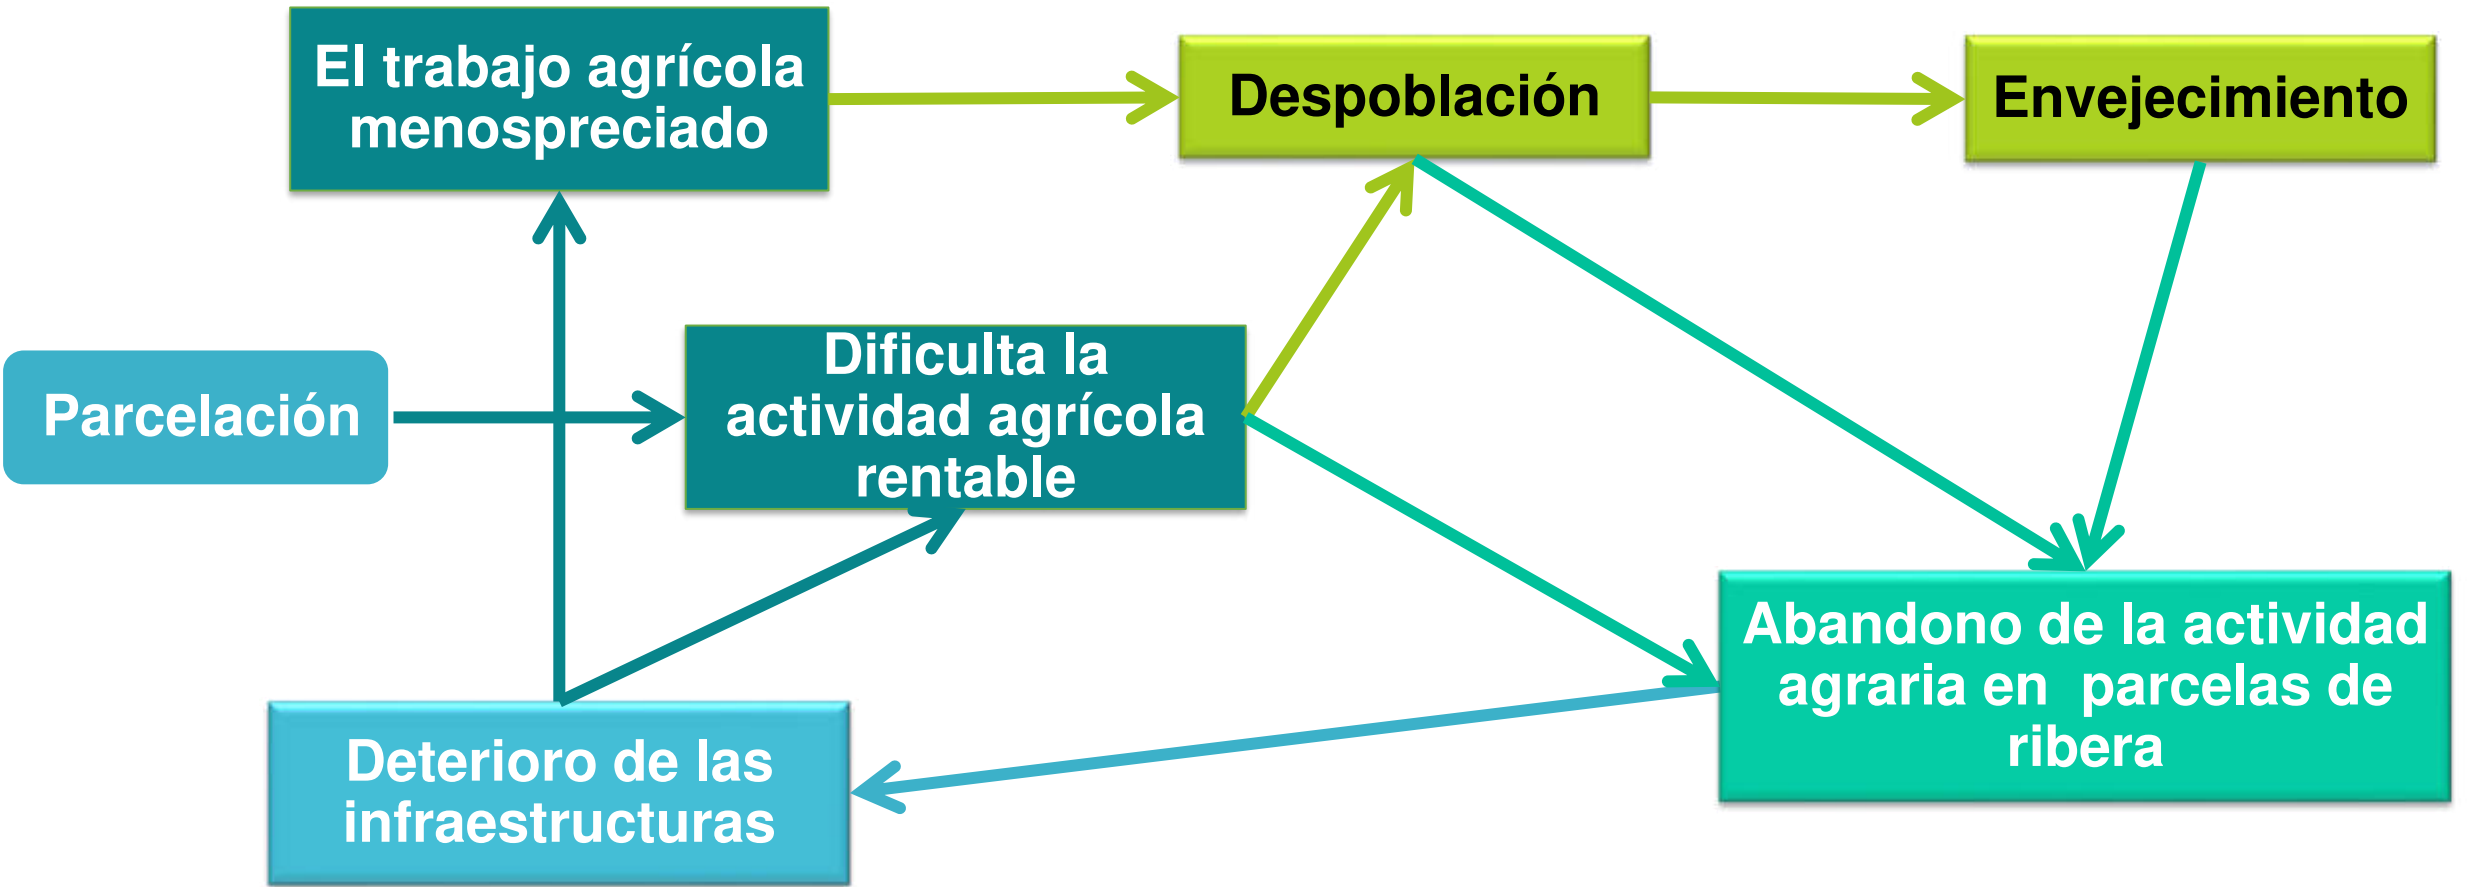 El trabajo agrícola
menospreciado
Despoblación
Envejecimiento
Parcelación
Dificulta la
actividad agrícola
rentable
Abandono de la actividad
agraria en  parcelas de
ribera
Deterioro de las
infraestructuras